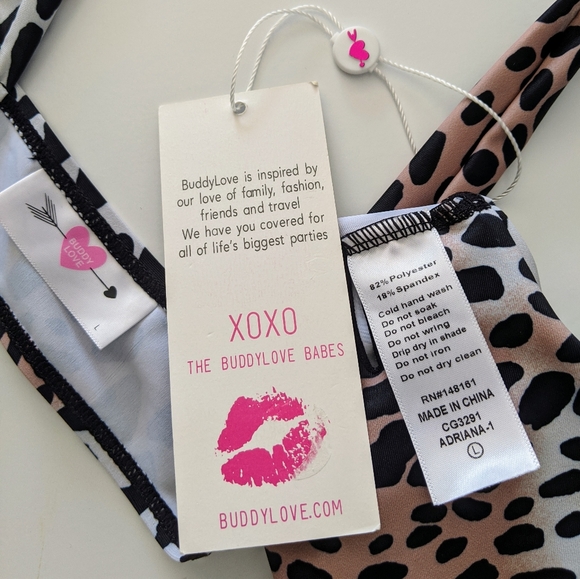 BuddyLove is inspired by
our love of family, fashion,
friends and travel
We have you covered for
all of life's biggest parties
XOXO
THE BUDDYLOVE BABES
BUDDYLOVE.COM
BUDDY
LOVE
L
82% Polyester
18% Spandex
Cold hand wash
Do not soak
Do not bleach
Do not wring
Drip dry in shade
Do not iron
Do not dry clean
RN#148161
MADE IN CHINA
CG3291
ADRIANA-1
L